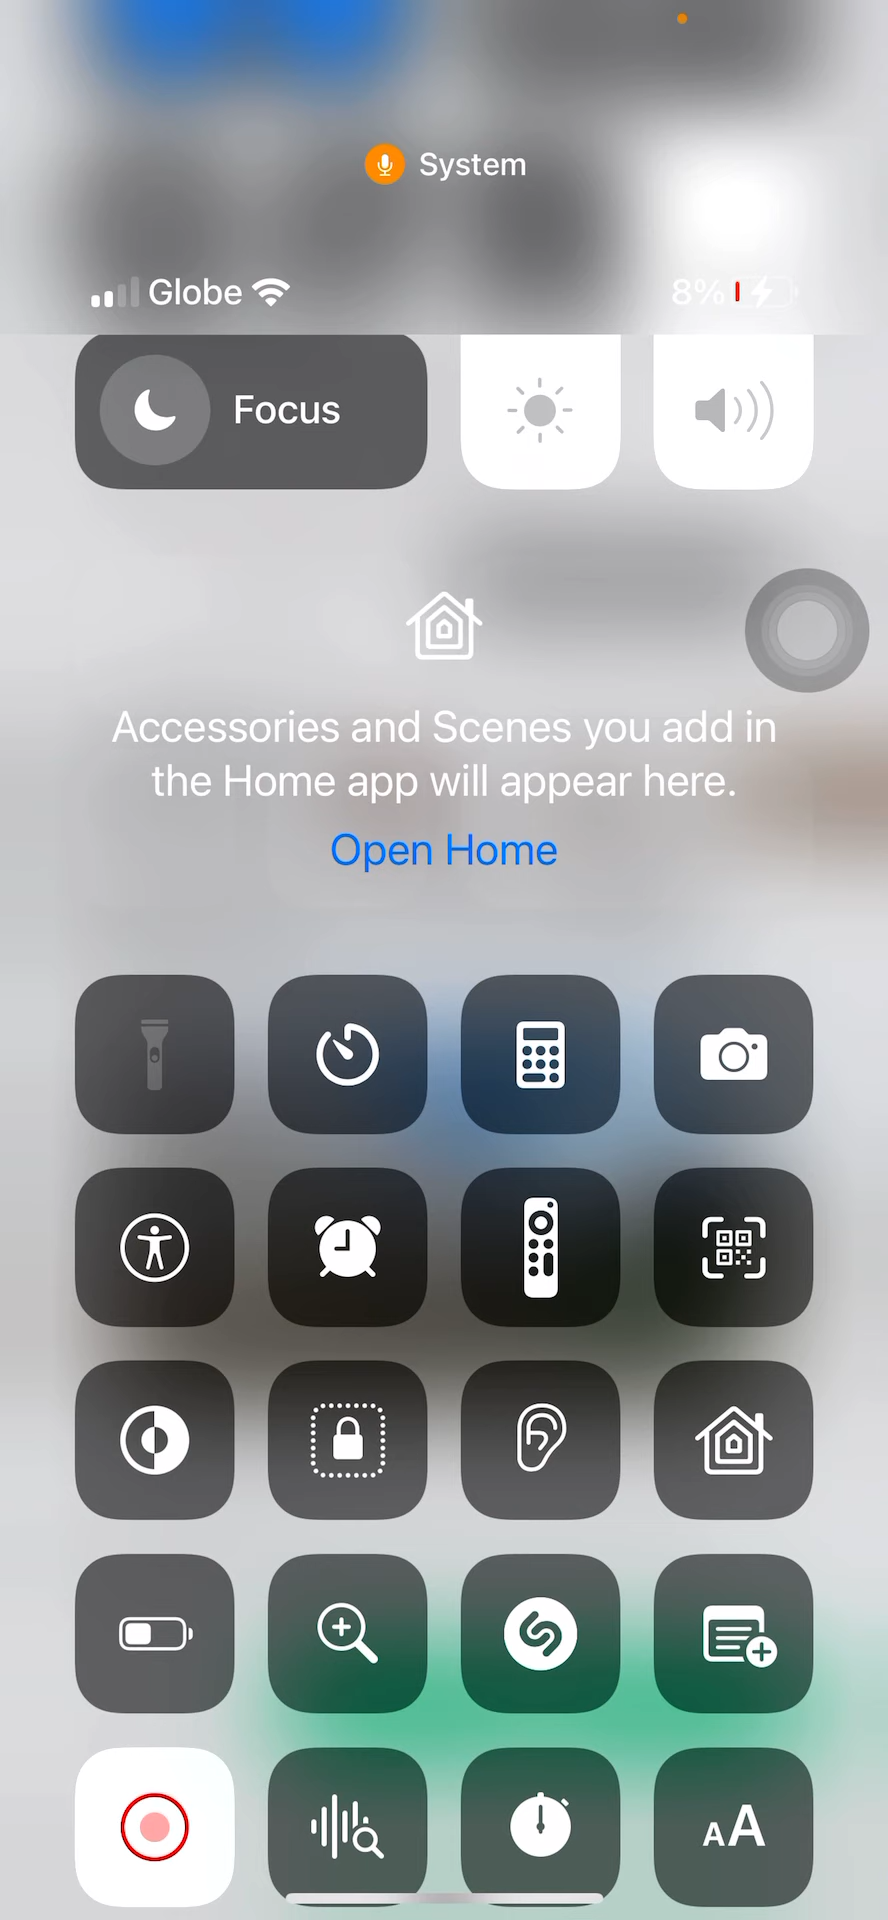 System
Globe 8%
Focus
Accessories and Scenes you add in
the Home app will appear here.
Open Home
AA